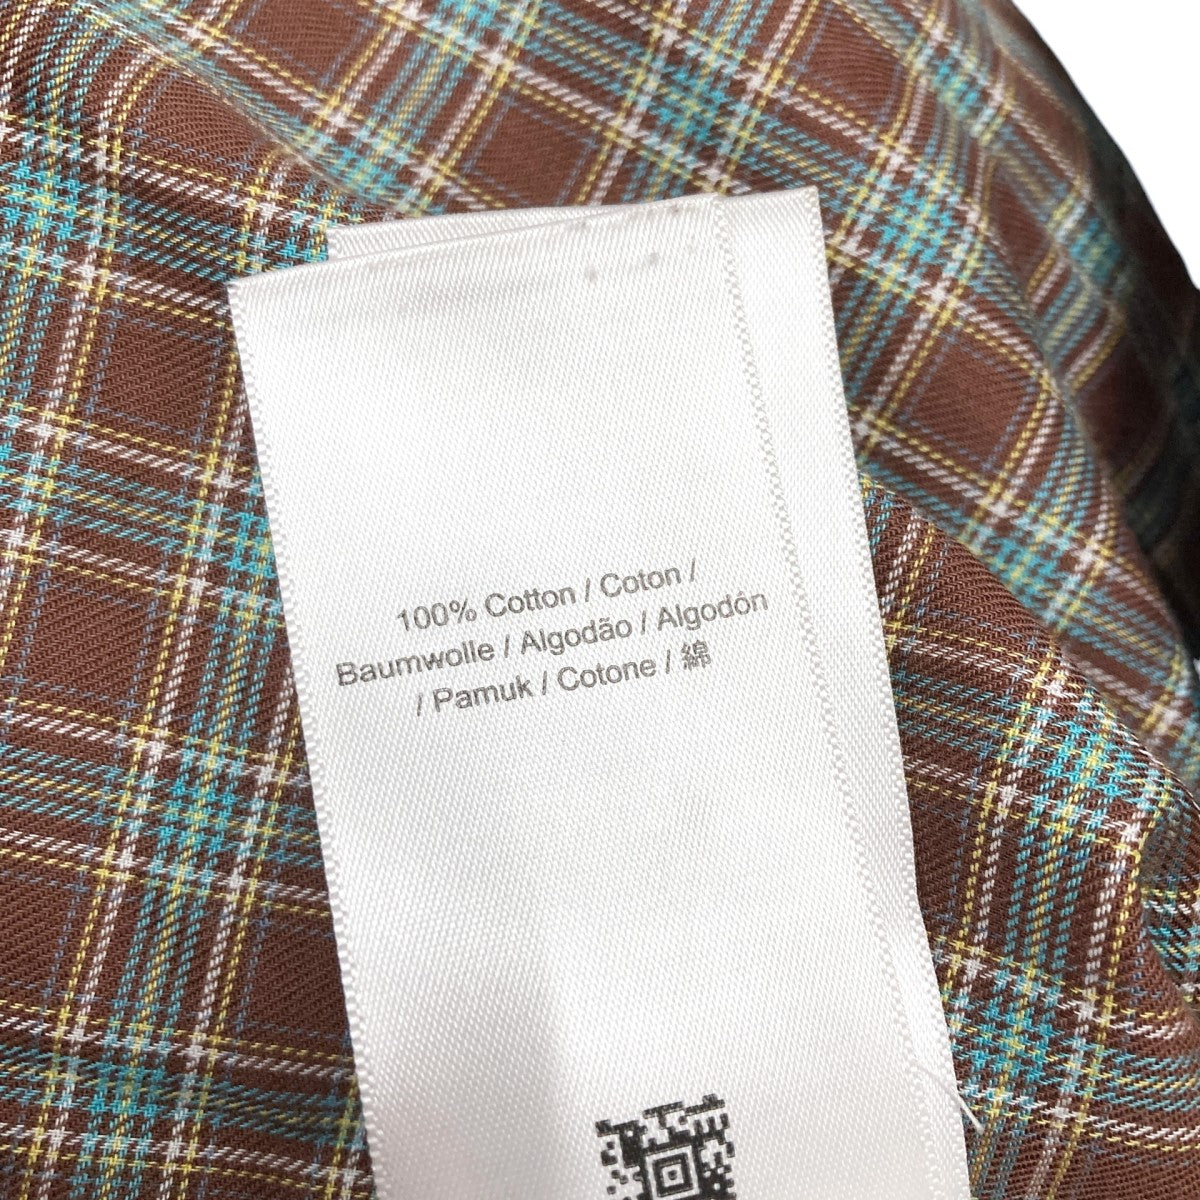 100% Cotton / Coton /
Baumwolle / Algodão / Algodón
/ Pamuk / Cotone / 綿